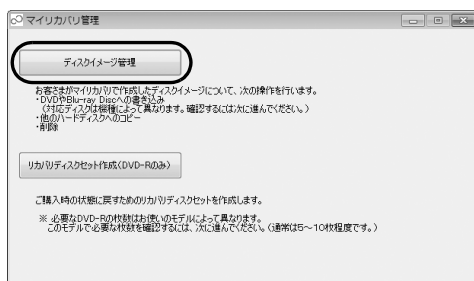 マイリカバリ管理
ディスクイメージ管理
お客さまがマイリカバリで作成したディスクイメージについて、次の操作を行います。
・DVDやBlu-ray Discへの書き込み
(対応ディスクは機種によって異なります。確認するには次に進んでください。)
・他のハードディスクへのコピー
・削除
リカバリディスクセット作成(DVD-Rのみ)
ご購入時の状態に戻すためのリカバリディスクセットを作成します。
※ 必要なDVD-Rの枚数はお使いのモデルによって異なります。
このモデルで必要な枚数を確認するには、次に進んでください。(通常は5～10枚程度です。)